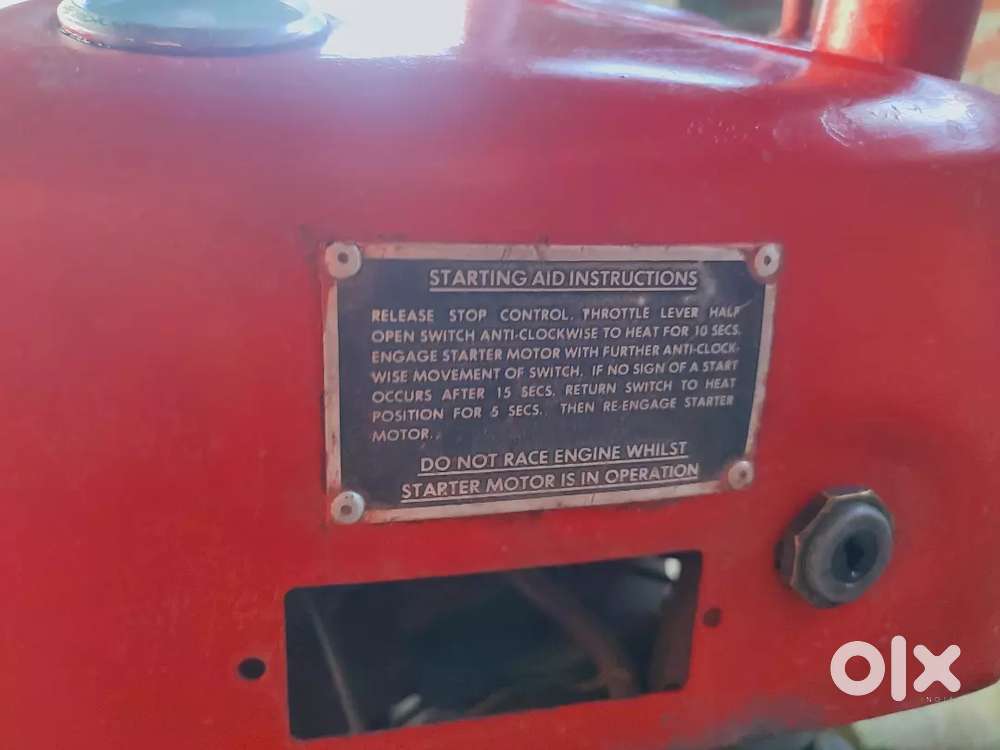 STARTING AID INSTRUCTIONS
RELEASE STOP CONTROL. THROTTLE LEVER HALF
OPEN SWITCH ANTI-CLOCKWISE TO HEAT FOR 10 SECS.
ENGAGE STARTER MOTOR WITH FURTHER ANTI-CLOCK-
WISE MOVEMENT OF SWITCH. IF NO SIGN OF A START
OCCURS AFTER 15 SECS. RETURN SWITCH TO HEAT
POSITION FOR 5 SECS. THEN RE-ENGAGE STARTER
MOTOR.
DO NOT RACE ENGINE WHILST
STARTER MOTOR IS IN OPERATION
OLX
INDIA